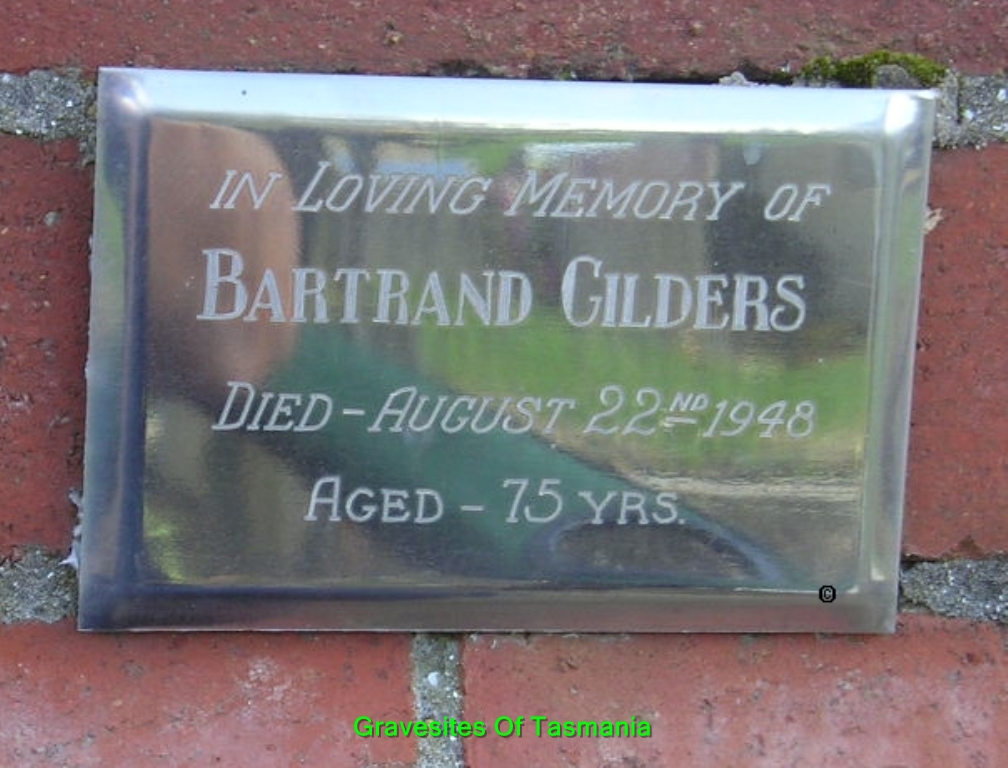 IN LOVING MEMORY OF
BARTRAND GILDERS
DIED - AUGUST 22ND 1948
AGED - 75 YRS.
©
Gravesites Of Tasmania